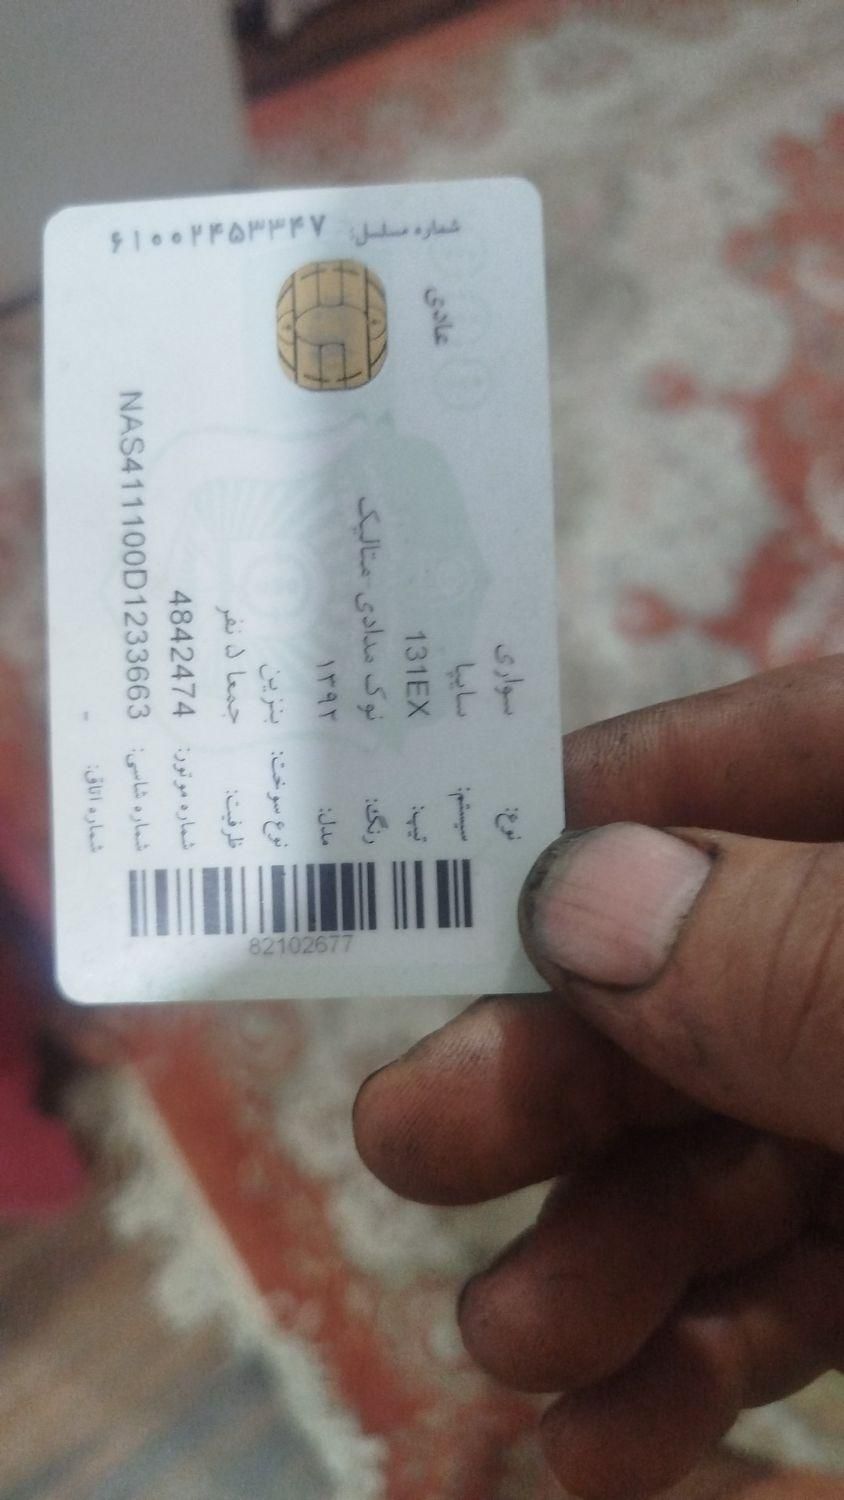 نوع: سواری
سیستم: سایپا
تیپ: 131EX
رنگ: نوک مدادی-متالیک
مدل: ۱۳۹۲
نوع سوخت: بنزین
ظرفیت: جمعا ۵ نفر
شماره موتور: 4842474
شماره شاسی: NAS411100D1233663
شماره اتاق: -
عادی
شماره مسلسل: ۶۱۰۰۲۴۵۳۳۴۷
82102677